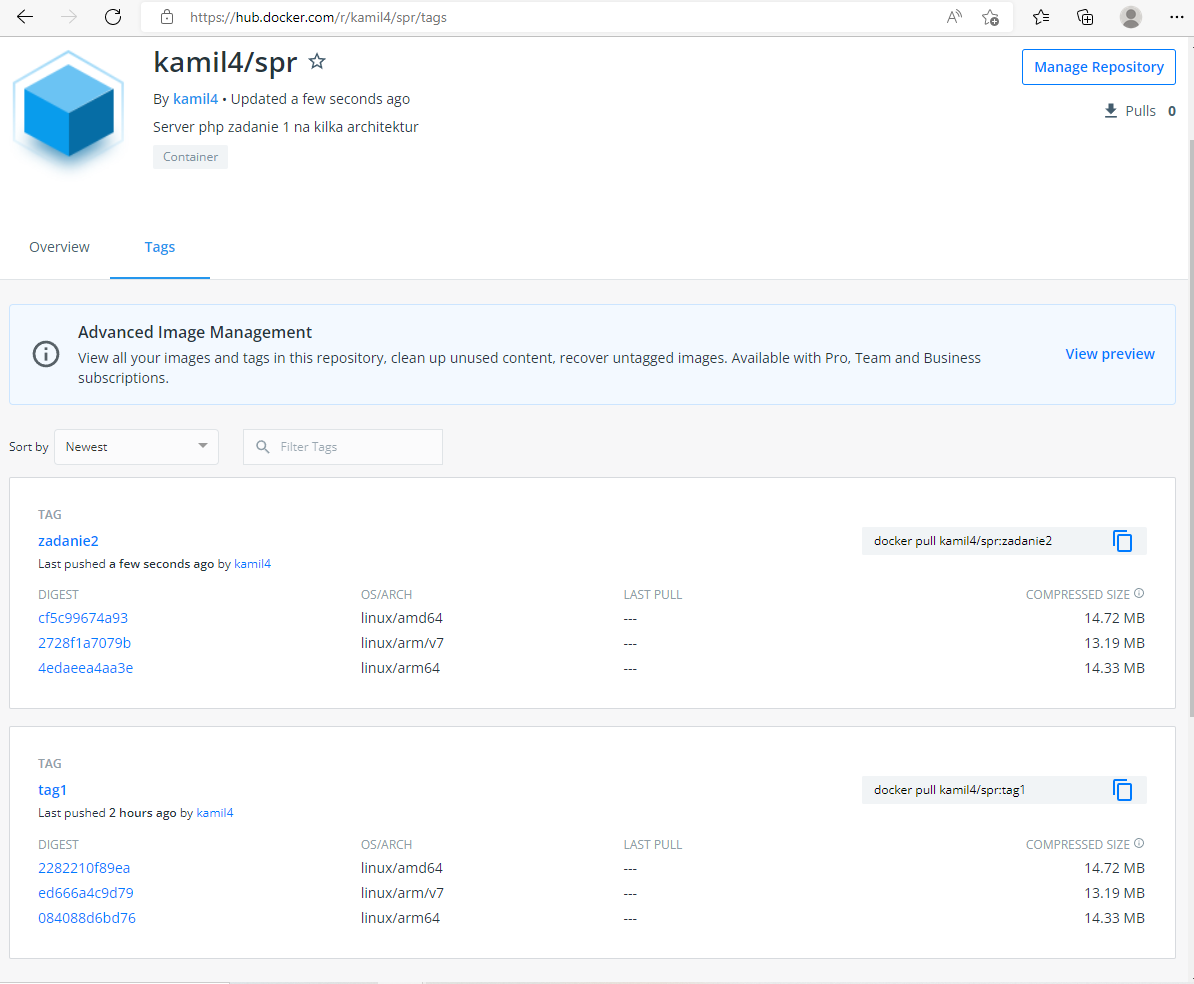 https://hub.docker.com/r/kamil4/spr/tags
kamil4/spr
Manage Repository
By kamil4 • Updated a few seconds ago
Pulls 0
Server php zadanie 1 na kilka architektur
Container
Overview
Tags
Advanced Image Management
View all your images and tags in this repository, clean up unused content, recover untagged images. Available with Pro, Team and Business
subscriptions.
View preview
Sort by Newest
Filter Tags
TAG
zadanie2
docker pull kamil4/spr:zadanie2
Last pushed a few seconds ago by kamil4
DIGEST OS/ARCH LAST PULL COMPRESSED SIZE
cf5c99674a93 linux/amd64 --- 14.72 MB
2728f1a7079b linux/arm/v7 --- 13.19 MB
4edaeea4aa3e linux/arm64 --- 14.33 MB
TAG
tag1
docker pull kamil4/spr:tag1
Last pushed 2 hours ago by kamil4
DIGEST OS/ARCH LAST PULL COMPRESSED SIZE
2282210f89ea linux/amd64 --- 14.72 MB
ed666a4c9d79 linux/arm/v7 --- 13.19 MB
084088d6bd76 linux/arm64 --- 14.33 MB